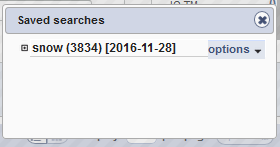 Saved searches
snow (3834) [2016-11-28] options